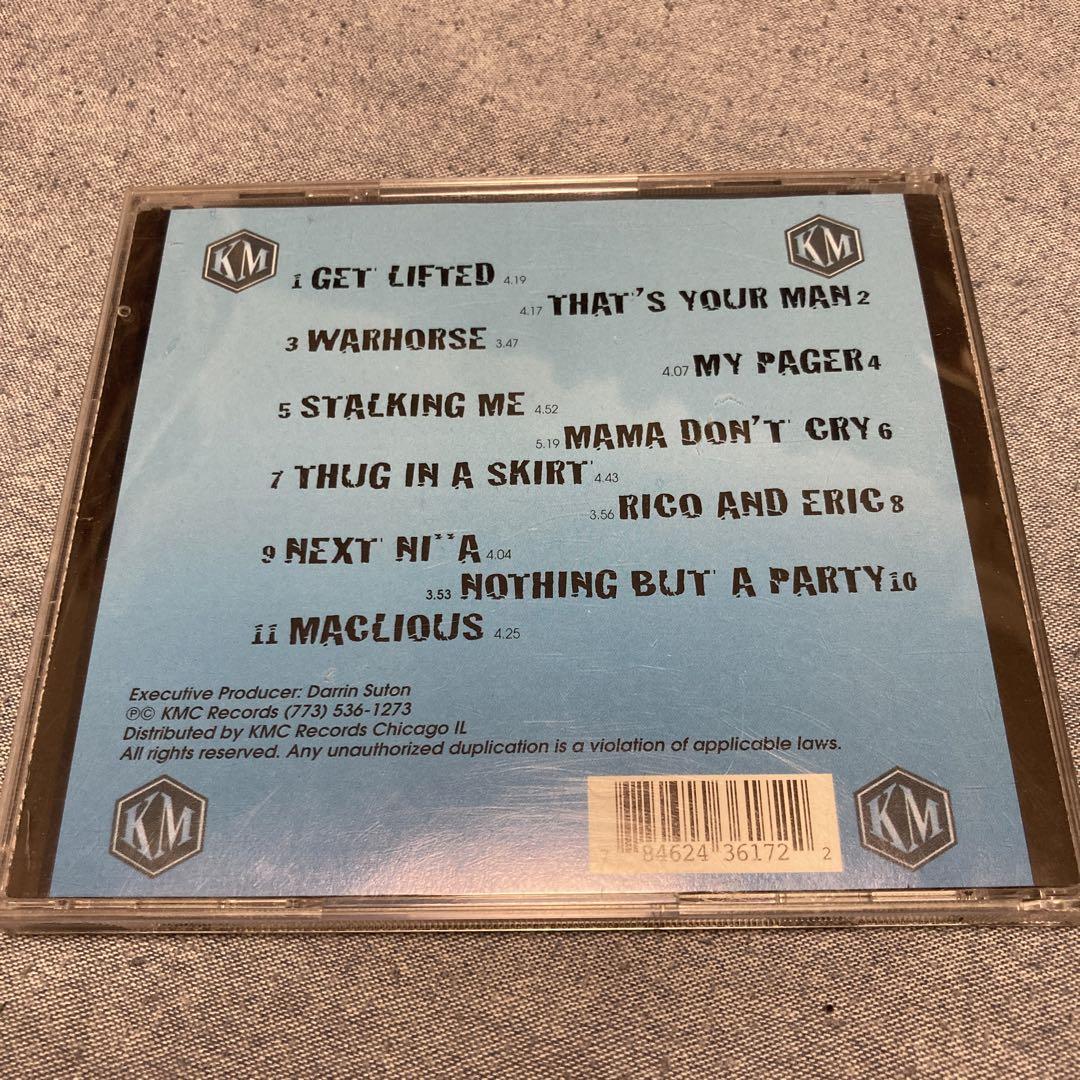 KM
KM
1 GET LIFTED 4.19
4.17 THAT'S YOUR MAN 2
3 WARHORSE 3.47
4.07 MY PAGER 4
5 STALKING ME 4.52
5.19 MAMA DON'T CRY 6
7 THUG IN A SKIRT 4.43
3.56 RICO AND ERIC 8
9 NEXT NI**A 4.04
3.53 NOTHING BUT A PARTY 10
11 MACLIOUS 4.25
Executive Producer: Darrin Suton
℗© KMC Records (773) 536-1273
Distributed by KMC Records Chicago IL
All rights reserved. Any unauthorized duplication is a violation of applicable laws.
KM
7 84624 36172 2
KM